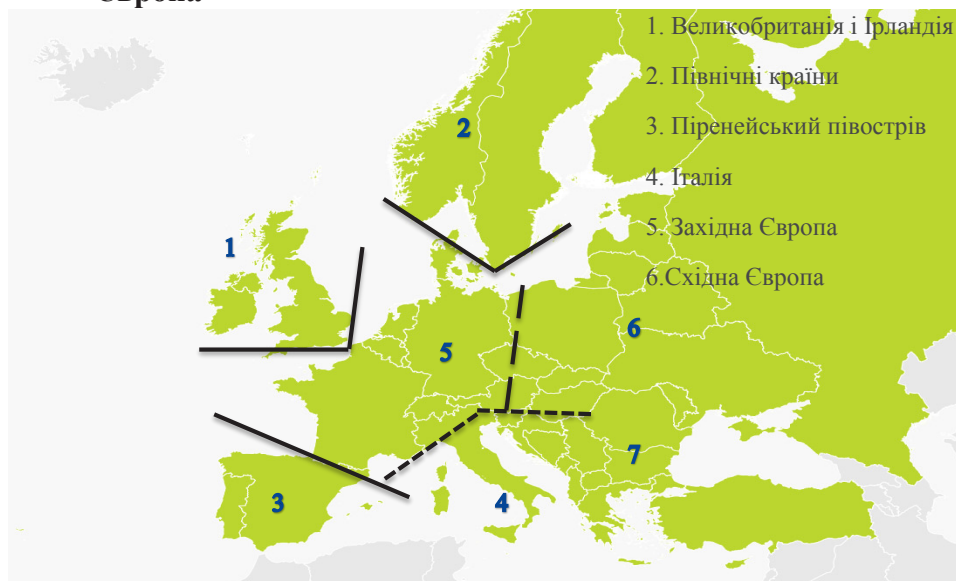 Європа
1. Великобританія і Ірландія
2. Північні країни
3. Піренейський півострів
4. Італія
5. Західна Європа
6.Східна Європа
2
1
6
5
7
3
4